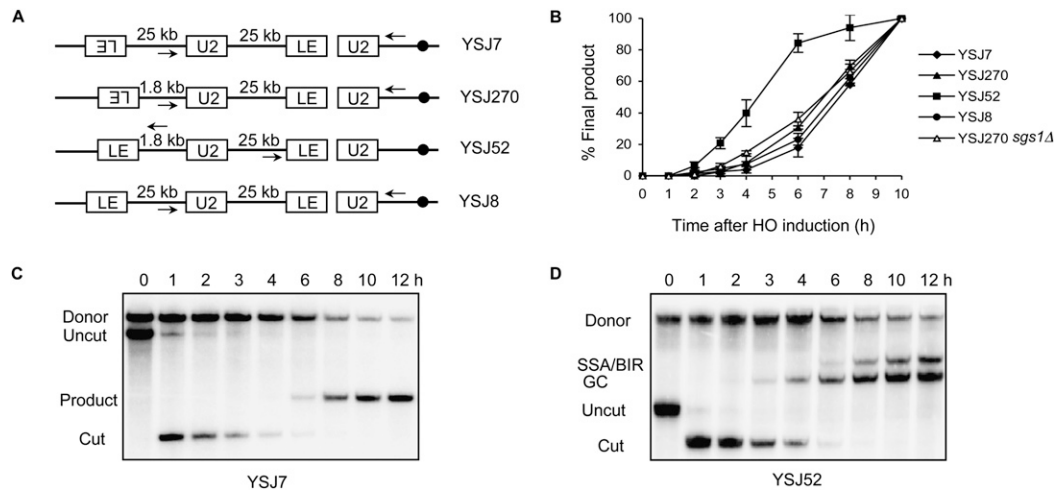 A
25 kb 25 kb
LE U2 LE U2 YSJ7
1.8 kb 25 kb
LE U2 LE U2 YSJ270
1.8 kb 25 kb
LE U2 LE U2 YSJ52
25 kb 25 kb
LE U2 LE U2 YSJ8
B
% Final product
100
80
60
40
20
0
0 1 2 3 4 5 6 7 8 9 10
Time after HO induction (h)
YSJ7
YSJ270
YSJ52
YSJ8
YSJ270 sgs1Δ
C
0 1 2 3 4 6 8 10 12 h
Donor
Uncut
Product
Cut
YSJ7
D
0 1 2 3 4 6 8 10 12 h
Donor
SSA/BIR
GC
Uncut
Cut
YSJ52